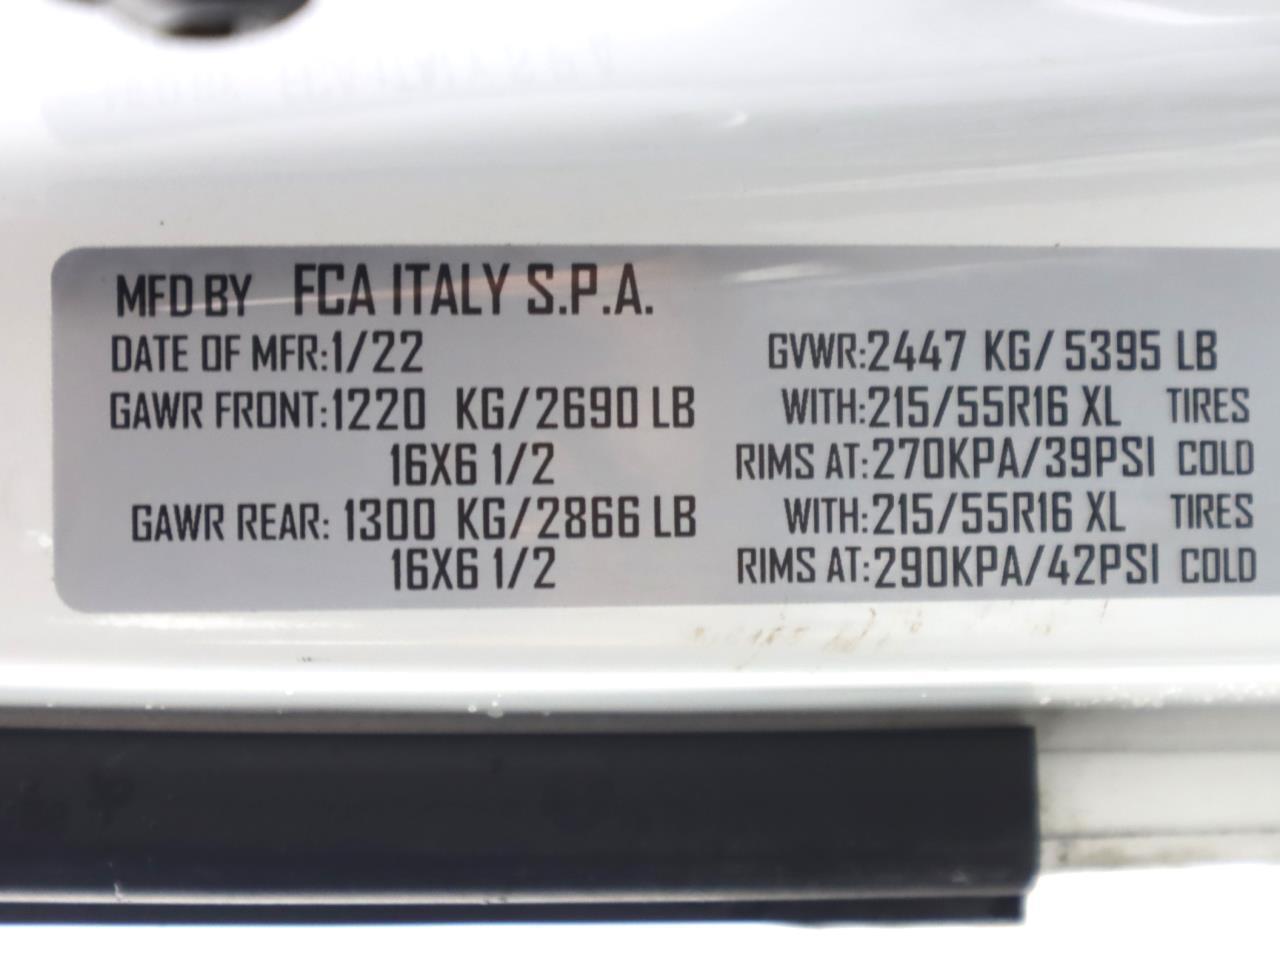 MFD BY FCA ITALY S.P.A.
DATE OF MFR:1/22 GVWR:2447 KG/ 5395 LB
GAWR FRONT:1220 KG/2690 LB WITH:215/55R16 XL TIRES
16X6 1/2 RIMS AT:270KPA/39PSI COLD
GAWR REAR: 1300 KG/2866 LB WITH:215/55R16 XL TIRES
16X6 1/2 RIMS AT:290KPA/42PSI COLD